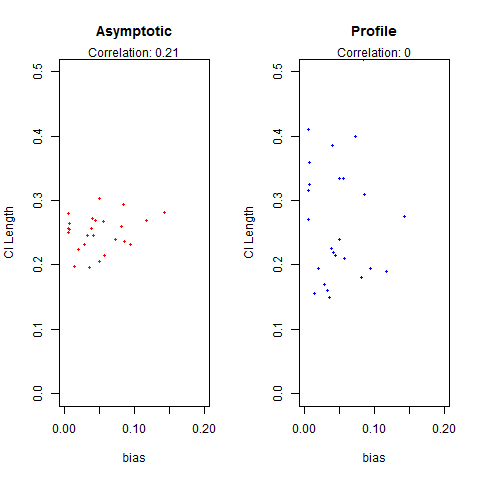 Asymptotic
Correlation: 0.21
CI Length
0.0 0.1 0.2 0.3 0.4 0.5
0.00 0.10 0.20
bias
Profile
Correlation: 0
CI Length
0.0 0.1 0.2 0.3 0.4 0.5
0.00 0.10 0.20
bias